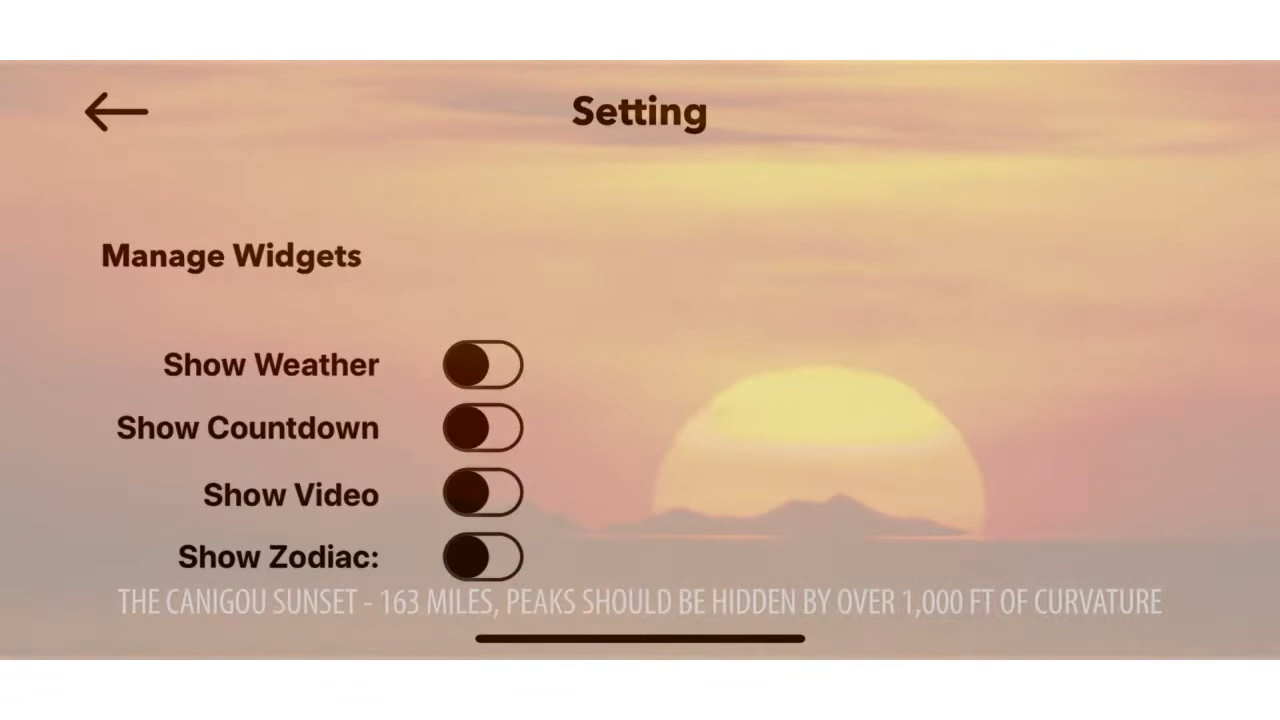 Setting
Manage Widgets
Show Weather
Show Countdown
Show Video
Show Zodiac:
THE CANIGOU SUNSET - 163 MILES, PEAKS SHOULD BE HIDDEN BY OVER 1,000 FT OF CURVATURE